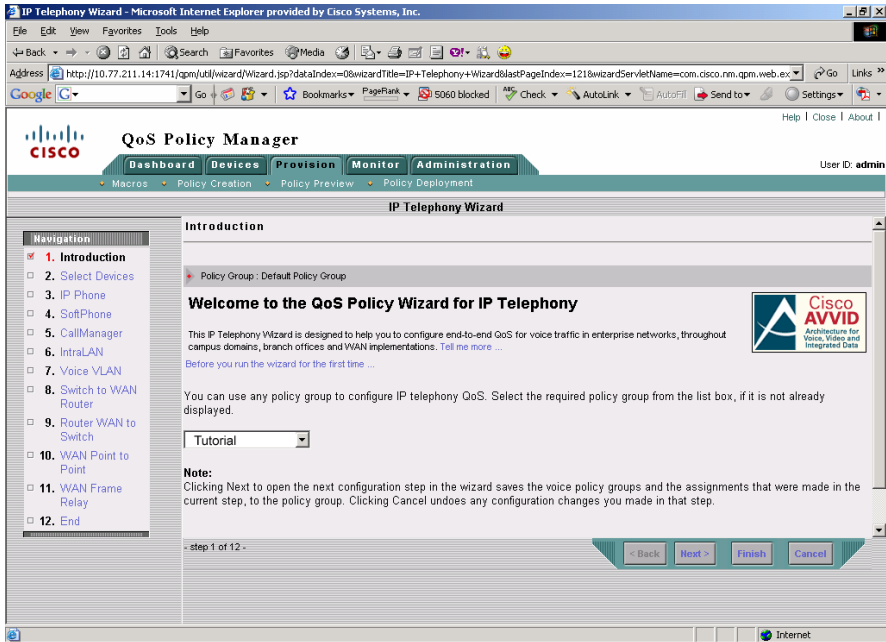 IP Telephony Wizard - Microsoft Internet Explorer provided by Cisco Systems, Inc.
File Edit View Favorites Tools Help
Back Search Favorites Media
Address http://10.77.211.14:1741/qpm/util/wizard/Wizard.jsp?dataIndex=0&wizardTitle=IP+Telephony+Wizard&lastPageIndex=121&wizardServletName=com.cisco.nm.qpm.web.ex Go Links »
Google G Go Bookmarks PageRank 5060 blocked ABC Check AutoLink AutoFill Send to Settings
Help | Close | About |
CISCO
QoS Policy Manager
Dashboard Devices Provision Monitor Administration
User ID: admin
Macros Policy Creation Policy Preview Policy Deployment
IP Telephony Wizard
Navigation
1. Introduction
2. Select Devices
3. IP Phone
4. SoftPhone
5. CallManager
6. IntraLAN
7. Voice VLAN
8. Switch to WAN
Router
9. Router WAN to
Switch
10. WAN Point to
Point
11. WAN Frame
Relay
12. End
Introduction
Policy Group : Default Policy Group
Welcome to the QoS Policy Wizard for IP Telephony
Cisco
AVVID
Architecture for
Voice, Video and
Integrated Data
This IP Telephony Wizard is designed to help you to configure end-to-end QoS for voice traffic in enterprise networks, throughout
campus domains, branch offices and WAN implementations. Tell me more ...
Before you run the wizard for the first time ...
You can use any policy group to configure IP telephony QoS. Select the required policy group from the list box, if it is not already
displayed.
Tutorial
Note:
Clicking Next to open the next configuration step in the wizard saves the voice policy groups and the assignments that were made in the
current step, to the policy group. Clicking Cancel undoes any configuration changes you made in that step.
- step 1 of 12 -
< Back Next > Finish Cancel
Internet